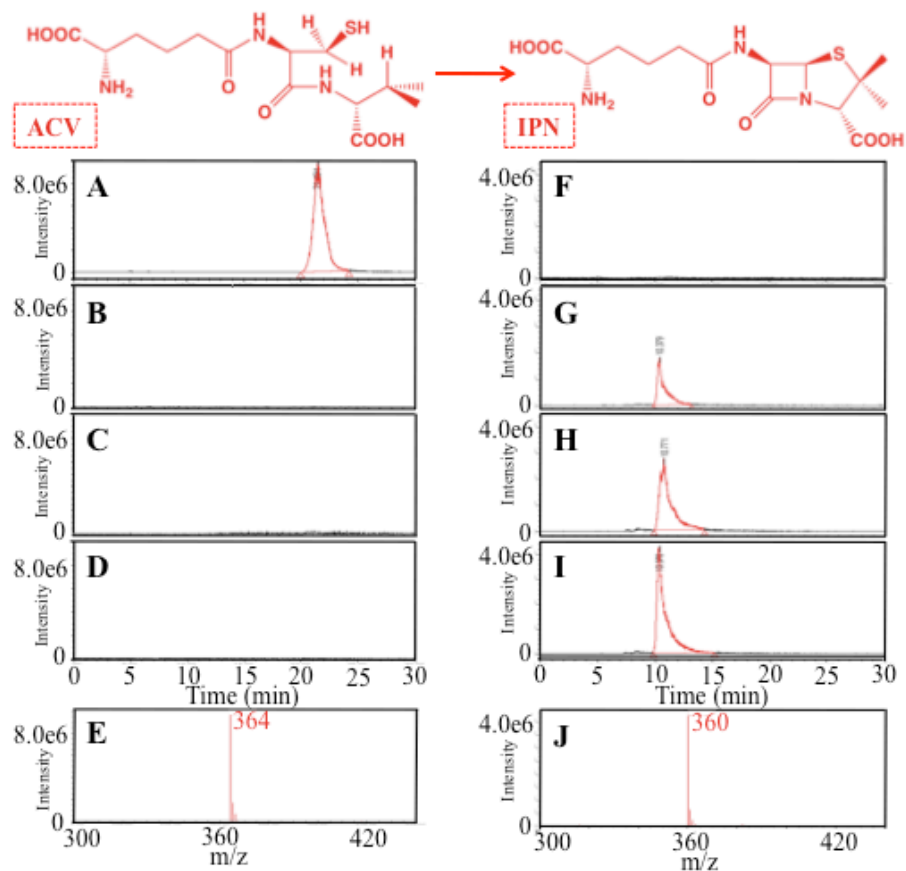 HOOC
NH2
O
H
N
H
SH
H
O
N
H
H
COOH
ACV
HOOC
NH2
O
H
N
S
O
N
COOH
IPN
A
8.0e6
Intensity
0
B
8.0e6
Intensity
0
C
8.0e6
Intensity
0
D
8.0e6
Intensity
0
0 5 10 15 20 25 30
Time (min)
E
364
8.0e6
Intensity
0
300 360 420
m/z
F
4.0e6
Intensity
0
G
4.0e6
Intensity
0
H
4.0e6
Intensity
0
I
4.0e6
Intensity
0
0 5 10 15 20 25 30
Time (min)
J
360
4.0e6
Intensity
0
300 360 420
m/z